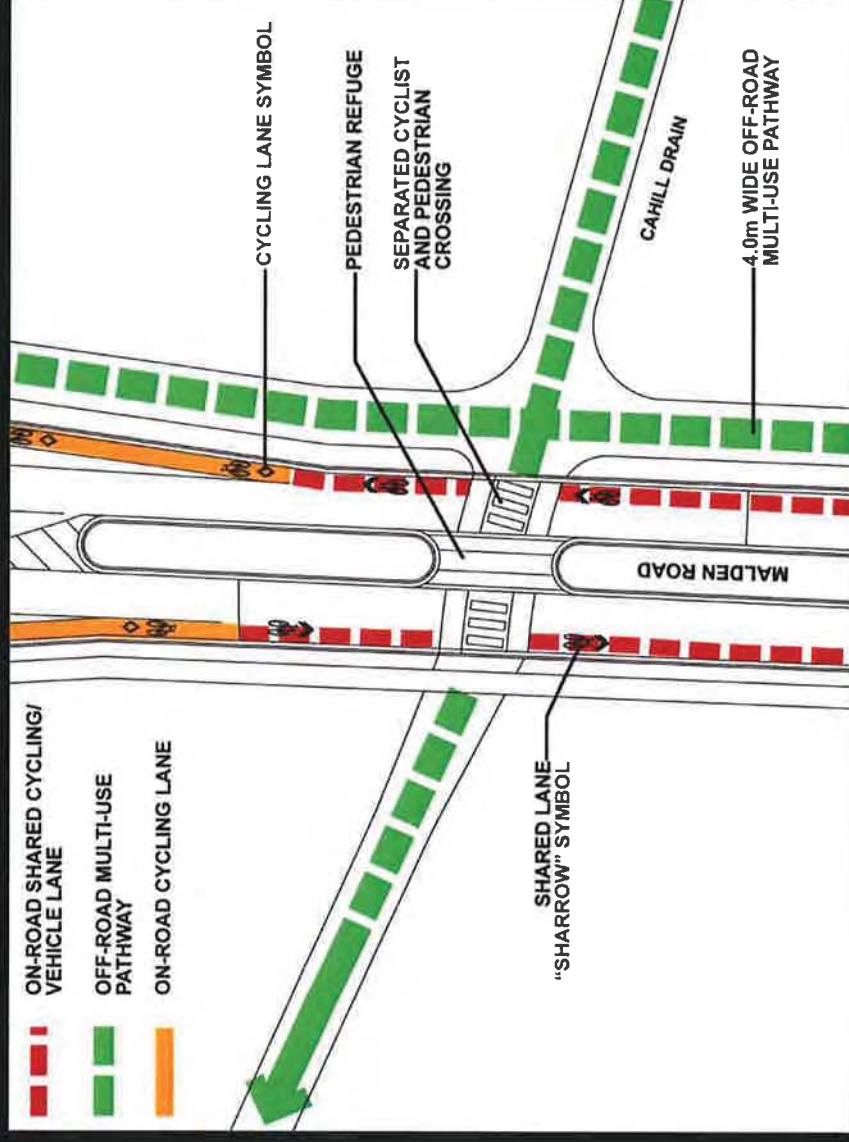 ON-ROAD SHARED CYCLING/
VEHICLE LANE
OFF-ROAD MULTI-USE
PATHWAY
ON-ROAD CYCLING LANE
CYCLING LANE SYMBOL
PEDESTRIAN REFUGE
SEPARATED CYCLIST
AND PEDESTRIAN
CROSSING
CAHILL DRAIN
4.0m WIDE OFF-ROAD
MULTI-USE PATHWAY
MALDEN ROAD
SHARED LANE
"SHARROW" SYMBOL